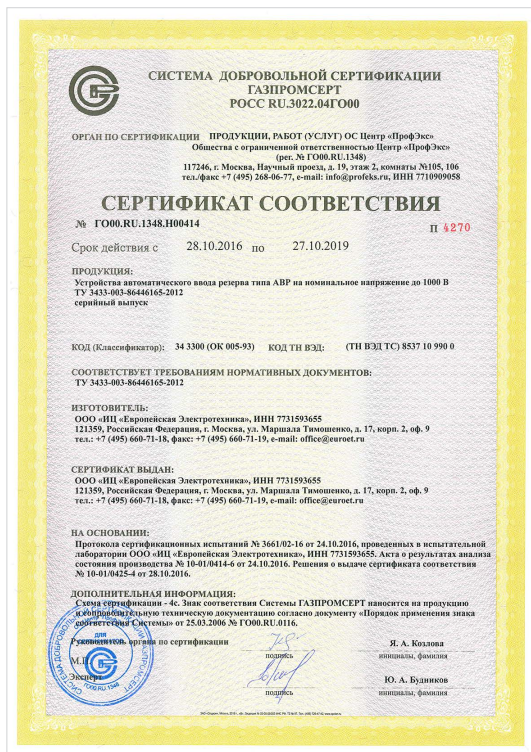 СИСТЕМА ДОБРОВОЛЬНОЙ СЕРТИФИКАЦИИ
ГАЗПРОМСЕРТ
РОСС RU.3022.04ГО00
ОРГАН ПО СЕРТИФИКАЦИИ ПРОДУКЦИИ, РАБОТ (УСЛУГ) ОС Центр «ПрофЭкс»
Общества с ограниченной ответственностью Центр «ПрофЭкс»
(рег. № ГО00.RU.1348)
117246, г. Москва, Научный проезд, д. 19, этаж 2, комнаты №105, 106
тел./факс +7 (495) 268-06-77, e-mail: info@profeks.ru, ИНН 7710909058
СЕРТИФИКАТ СООТВЕТСТВИЯ
№ ГО00.RU.1348.Н00414
П 4270
Срок действия с 28.10.2016 по 27.10.2019
ПРОДУКЦИЯ:
Устройства автоматического ввода резерва типа АВР на номинальное напряжение до 1000 В
ТУ 3433-003-86446165-2012
серийный выпуск
КОД (Классификатор): 34 3300 (ОК 005-93) КОД ТН ВЭД: (ТН ВЭД ТС) 8537 10 990 0
СООТВЕТСТВУЕТ ТРЕБОВАНИЯМ НОРМАТИВНЫХ ДОКУМЕНТОВ:
ТУ 3433-003-86446165-2012
ИЗГОТОВИТЕЛЬ:
ООО «ИЦ «Европейская Электротехника», ИНН 7731593655
121359, Российская Федерация, г. Москва, ул. Маршала Тимошенко, д. 17, корп. 2, оф. 9
тел.: +7 (495) 660-71-18, факс: +7 (495) 660-71-19, e-mail: office@euroet.ru
СЕРТИФИКАТ ВЫДАН:
ООО «ИЦ «Европейская Электротехника», ИНН 7731593655
121359, Российская Федерация, г. Москва, ул. Маршала Тимошенко, д. 17, корп. 2, оф. 9
тел.: +7 (495) 660-71-18, факс: +7 (495) 660-71-19, e-mail: office@euroet.ru
НА ОСНОВАНИИ:
Протокола сертификационных испытаний № 3661/02-16 от 24.10.2016, проведенных в испытательной
лаборатории ООО «ИЦ «Европейская Электротехника», ИНН 7731593655. Акта о результатах анализа
состояния производства № 10-01/0414-6 от 24.10.2016. Решения о выдаче сертификата соответствия
№ 10-01/0425-4 от 28.10.2016.
ДОПОЛНИТЕЛЬНАЯ ИНФОРМАЦИЯ:
Схема сертификации - 4с. Знак соответствия Системы ГАЗПРОМСЕРТ наносится на продукцию
и сопроводительную техническую документацию согласно документу «Порядок применения знака
соответствия Системы» от 25.03.2006 № ГО00.RU.0116.
Руководитель органа по сертификации
Я. А. Козлова
подпись
инициалы, фамилия
М.П.
Эксперт
Ю. А. Будников
подпись
инициалы, фамилия
СИСТЕМА ДОБРОВОЛЬНОЙ СЕРТИФИКАЦИИ ГАЗПРОМСЕРТ
для
сертификатов
ГО00.RU.1348